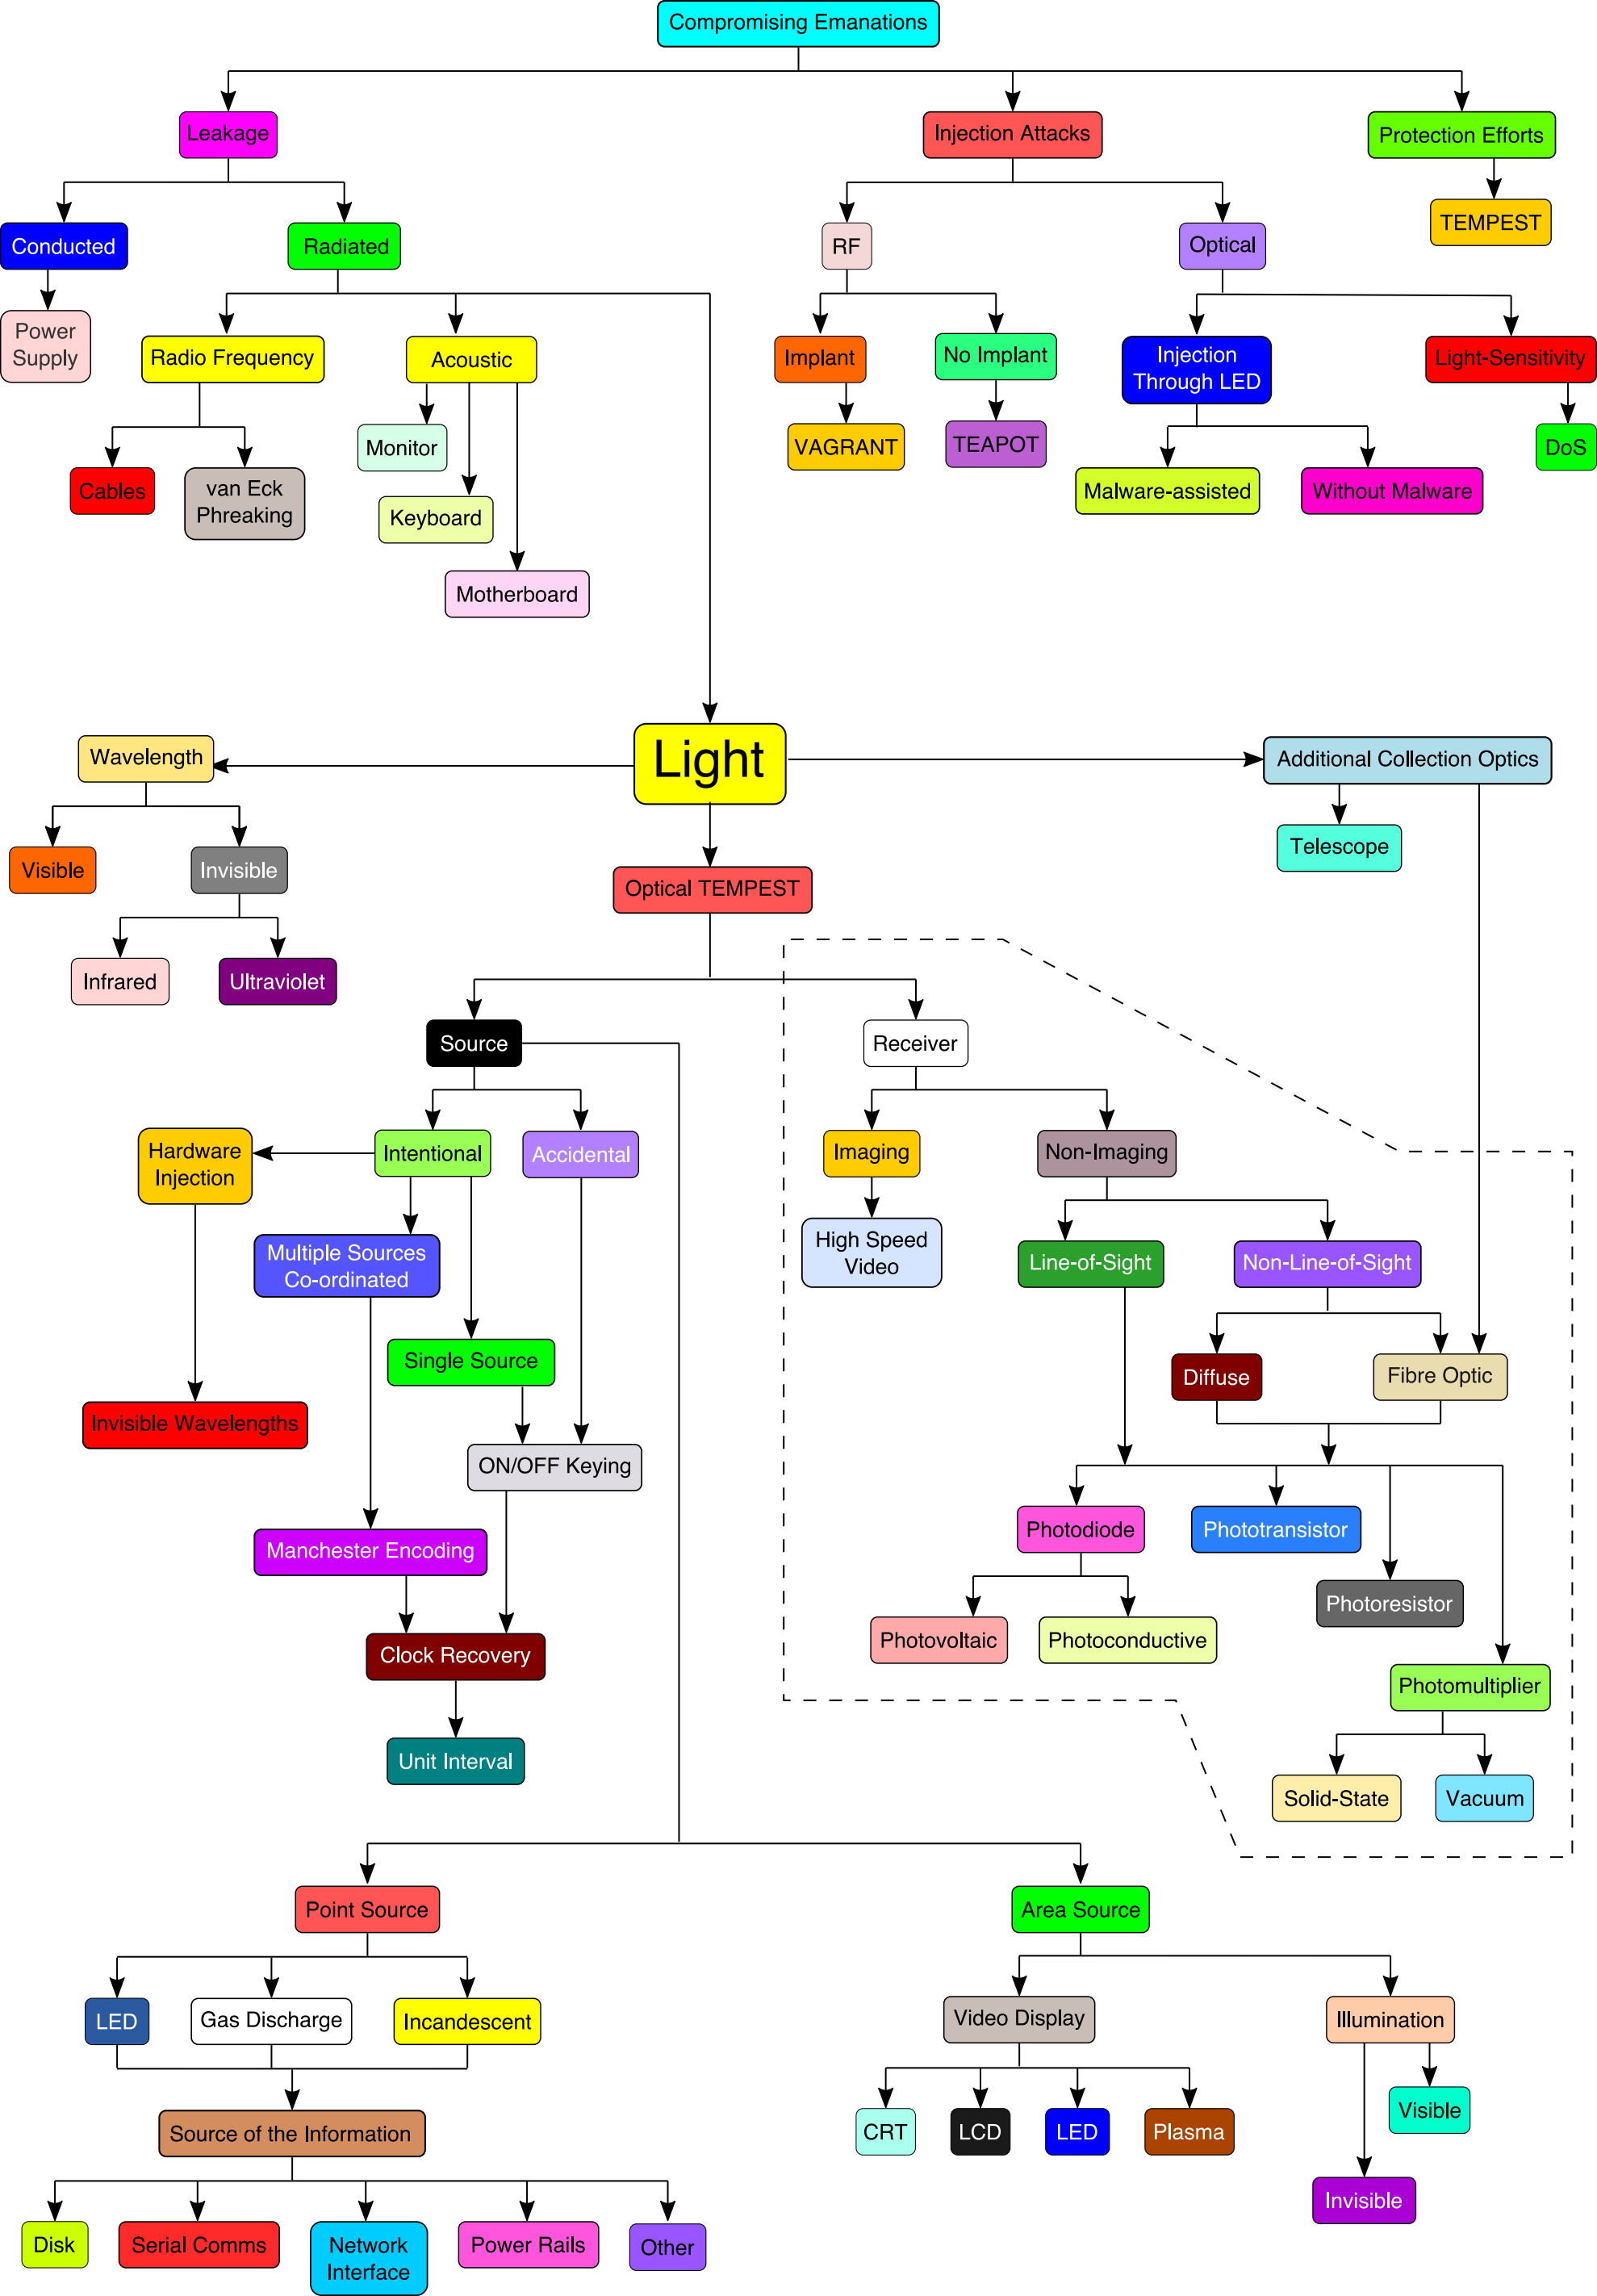 Compromising Emanations
Leakage
Injection Attacks
Protection Efforts
Conducted
Radiated
RF
Optical
TEMPEST
Power
Supply
Radio Frequency
Acoustic
Implant
No Implant
Injection
Through LED
Light-Sensitivity
Monitor
VAGRANT
TEAPOT
DoS
Cables
van Eck
Phreaking
Keyboard
Malware-assisted
Without Malware
Motherboard
Wavelength
Light
Additional Collection Optics
Visible
Invisible
Telescope
Optical TEMPEST
Infrared
Ultraviolet
Source
Receiver
Hardware
Injection
Intentional
Accidental
Imaging
Non-Imaging
Multiple Sources
Co-ordinated
High Speed
Video
Line-of-Sight
Non-Line-of-Sight
Single Source
Diffuse
Fibre Optic
Invisible Wavelengths
ON/OFF Keying
Manchester Encoding
Photodiode
Phototransistor
Photoresistor
Clock Recovery
Photovoltaic
Photoconductive
Photomultiplier
Unit Interval
Solid-State
Vacuum
Point Source
Area Source
LED
Gas Discharge
Incandescent
Video Display
Illumination
Source of the Information
CRT
LCD
LED
Plasma
Visible
Invisible
Disk
Serial Comms
Network
Interface
Power Rails
Other